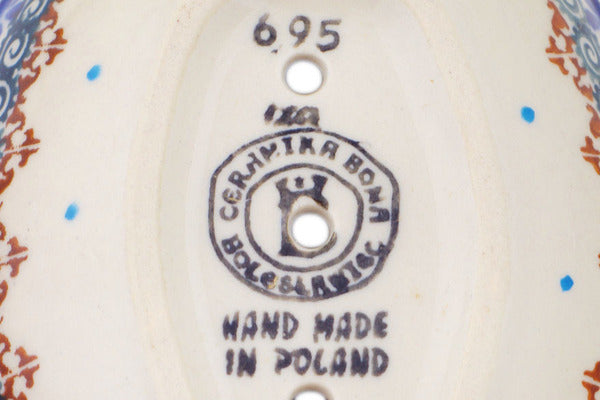 695
CERAMIKA BONA
BOLESŁAWIEC
HAND MADE
IN POLAND